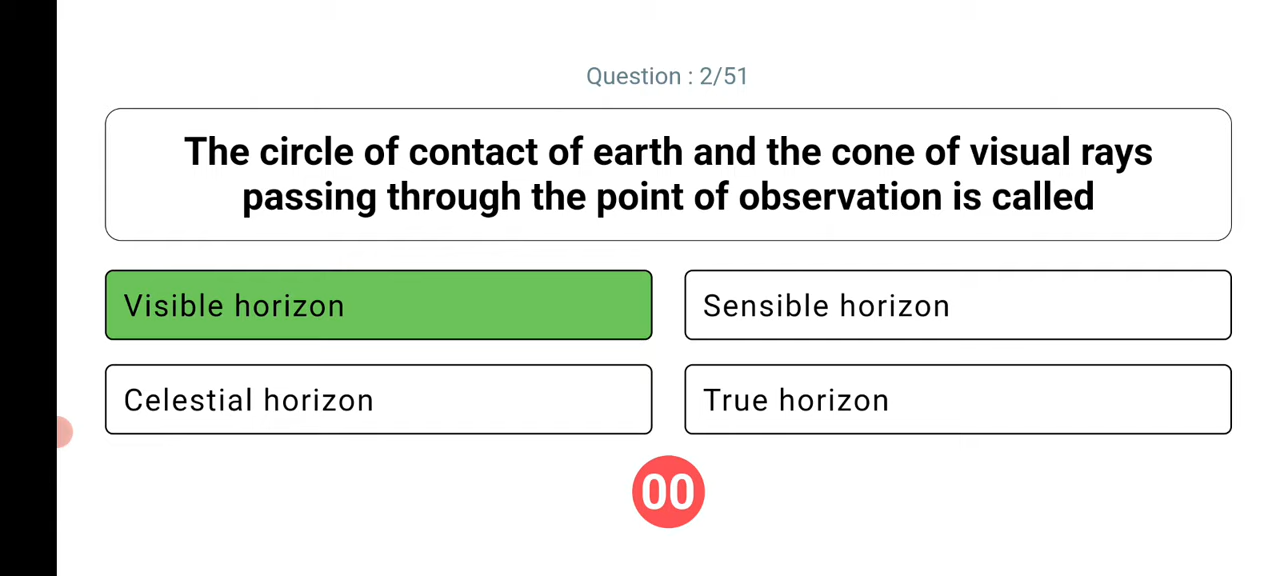 Question : 2/51
The circle of contact of earth and the cone of visual rays
passing through the point of observation is called
Visible horizon
Sensible horizon
Celestial horizon
True horizon
00